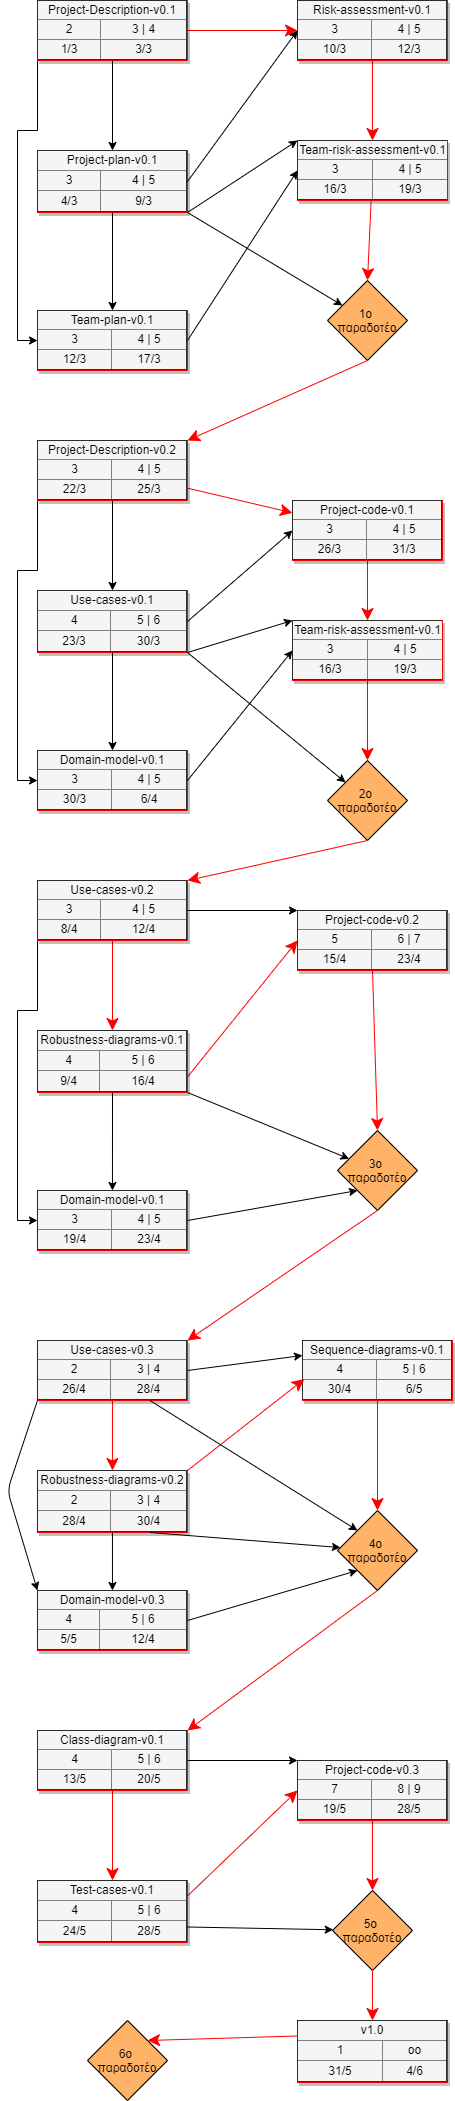 Project-Description-v0.1
2 3 | 4
1/3 3/3
Risk-assessment-v0.1
3 4 | 5
10/3 12/3
Project-plan-v0.1
3 4 | 5
4/3 9/3
Team-risk-assessment-v0.1
3 4 | 5
16/3 19/3
Team-plan-v0.1
3 4 | 5
12/3 17/3
1ο
παραδοτέο
Project-Description-v0.2
3 4 | 5
22/3 25/3
Project-code-v0.1
3 4 | 5
26/3 31/3
Use-cases-v0.1
4 5 | 6
23/3 30/3
Team-risk-assessment-v0.1
3 4 | 5
16/3 19/3
Domain-model-v0.1
3 4 | 5
30/3 6/4
2ο
παραδοτέο
Use-cases-v0.2
3 4 | 5
8/4 12/4
Project-code-v0.2
5 6 | 7
15/4 23/4
Robustness-diagrams-v0.1
4 5 | 6
9/4 16/4
3ο
παραδοτέο
Domain-model-v0.1
3 4 | 5
19/4 23/4
Use-cases-v0.3
2 3 | 4
26/4 28/4
Sequence-diagrams-v0.1
4 5 | 6
30/4 6/5
Robustness-diagrams-v0.2
2 3 | 4
28/4 30/4
4ο
παραδοτέο
Domain-model-v0.3
4 5 | 6
5/5 12/4
Class-diagram-v0.1
4 5 | 6
13/5 20/5
Project-code-v0.3
7 8 | 9
19/5 28/5
Test-cases-v0.1
4 5 | 6
24/5 28/5
5ο
παραδοτέο
v1.0
1 οο
31/5 4/6
6ο
παραδοτέο